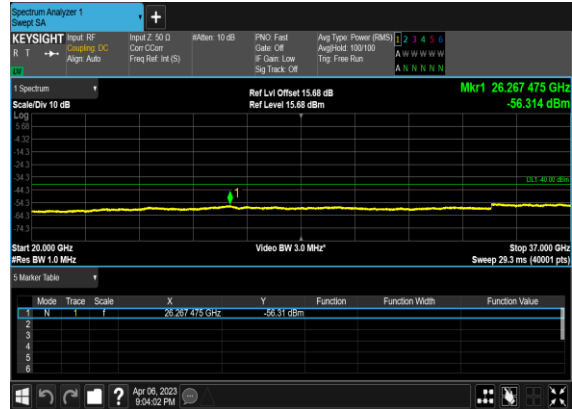 Spectrum Analyzer 1
Swept SA
+
KEYSIGHT Input: RF Input Z: 50 Ω #Atten: 10 dB PNO: Fast Avg Type: Power (RMS) 1 2 3 4 5 6
R T Coupling: DC Corr CCorr Gate: Off Avg|Hold: 100/100 A W W W W W
Align: Auto Freq Ref: Int (S) IF Gain: Low Trig: Free Run
Sig Track: Off A N N N N N
1 Spectrum Ref Lvl Offset 15.68 dB Mkr1 26.267 475 GHz
Scale/Div 10 dB Ref Level 15.68 dBm -56.314 dBm
Log
5.68
-4.32
-14.3
-24.3
-34.3
DL1 -40.00 dBm
-44.3
1
-54.3
-64.3
-74.3
Start 20.000 GHz Video BW 3.0 MHz* Stop 37.000 GHz
#Res BW 1.0 MHz Sweep 29.3 ms (40001 pts)
5 Marker Table
Mode Trace Scale X Y Function Function Width Function Value
1 N 1 f 26.267 475 GHz -56.31 dBm
2
3
4
5
6
? Apr 06, 2023
9:04:02 PM